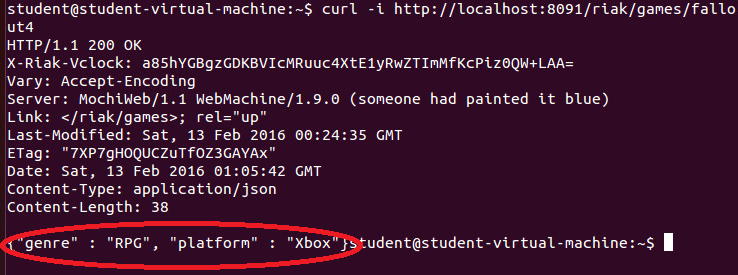 student@student-virtual-machine:~$ curl -i http://localhost:8091/riak/games/fallo
ut4
HTTP/1.1 200 OK
X-Riak-Vclock: a85hYGBgzGDKBVIcMRuuc4XtE1yRwZTImMfKcPiz0QW+LAA=
Vary: Accept-Encoding
Server: MochiWeb/1.1 WebMachine/1.9.0 (someone had painted it blue)
Link: </riak/games>; rel="up"
Last-Modified: Sat, 13 Feb 2016 00:24:35 GMT
ETag: "7XP7gHOQUCZuTfOZ3GAYAx"
Date: Sat, 13 Feb 2016 01:05:42 GMT
Content-Type: application/json
Content-Length: 38
{"genre" : "RPG", "platform" : "Xbox"}student@student-virtual-machine:~$